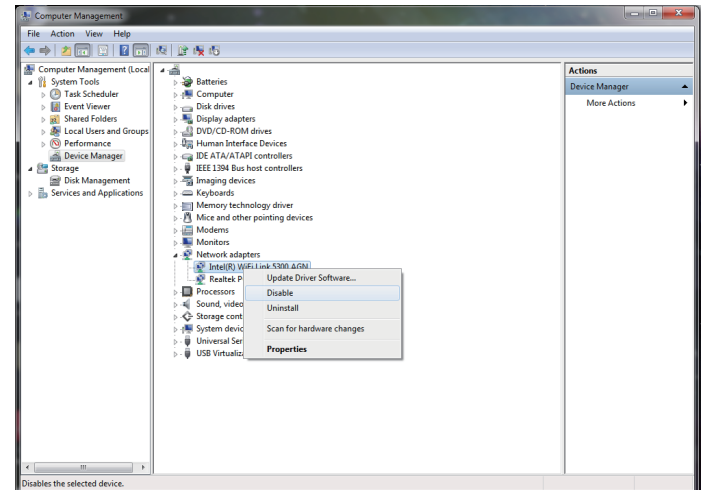 Computer Management
File Action View Help
Computer Management (Local
System Tools
Task Scheduler
Event Viewer
Shared Folders
Local Users and Groups
Performance
Device Manager
Storage
Disk Management
Services and Applications
Batteries
Computer
Disk drives
Display adapters
DVD/CD-ROM drives
Human Interface Devices
IDE ATA/ATAPI controllers
IEEE 1394 Bus host controllers
Imaging devices
Keyboards
Memory technology driver
Mice and other pointing devices
Modems
Monitors
Network adapters
Intel(R) WiFi Link 5300 AGN
Realtek P
Processors
Sound, video
Storage cont
System devic
Universal Ser
USB Virtualiz
Update Driver Software...
Disable
Uninstall
Scan for hardware changes
Properties
Actions
Device Manager
More Actions
Disables the selected device.